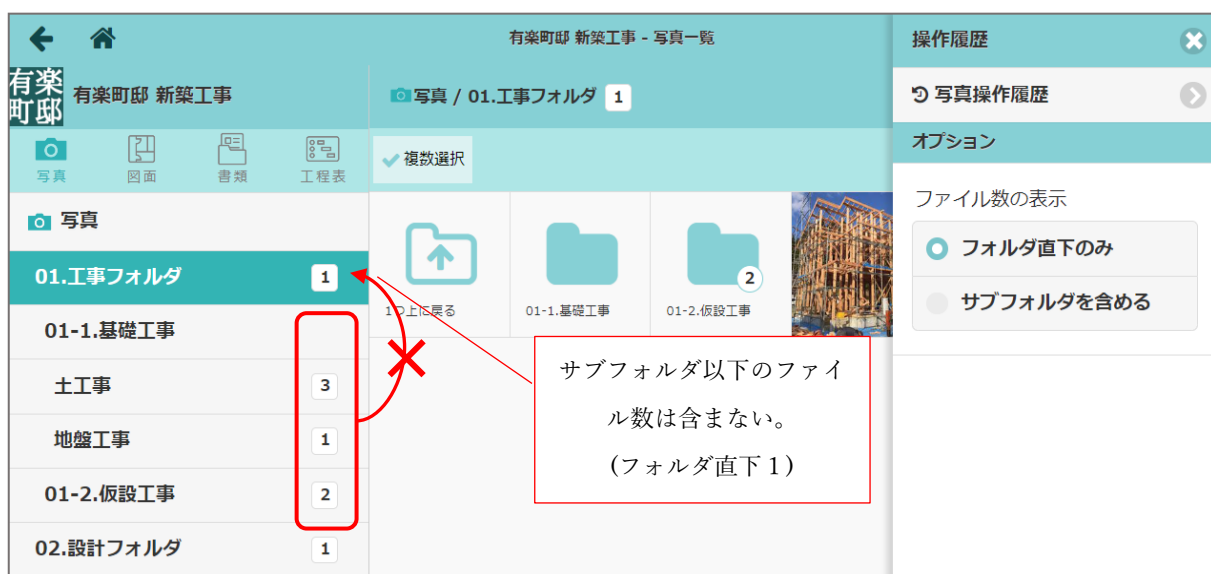 有楽町邸 新築工事 - 写真一覧
操作履歴
有楽
町邸
有楽町邸 新築工事
写真 / 01.工事フォルダ 1
写真操作履歴
オプション
写真
図面
書類
工程表
複数選択
ファイル数の表示
フォルダ直下のみ
サブフォルダを含める
写真
01.工事フォルダ 1
01-1.基礎工事
土工事 3
地盤工事 1
01-2.仮設工事 2
02.設計フォルダ 1
1つ上に戻る
01-1.基礎工事
2
01-2.仮設工事
サブフォルダ以下のファイ
ル数は含まない。
(フォルダ直下１)